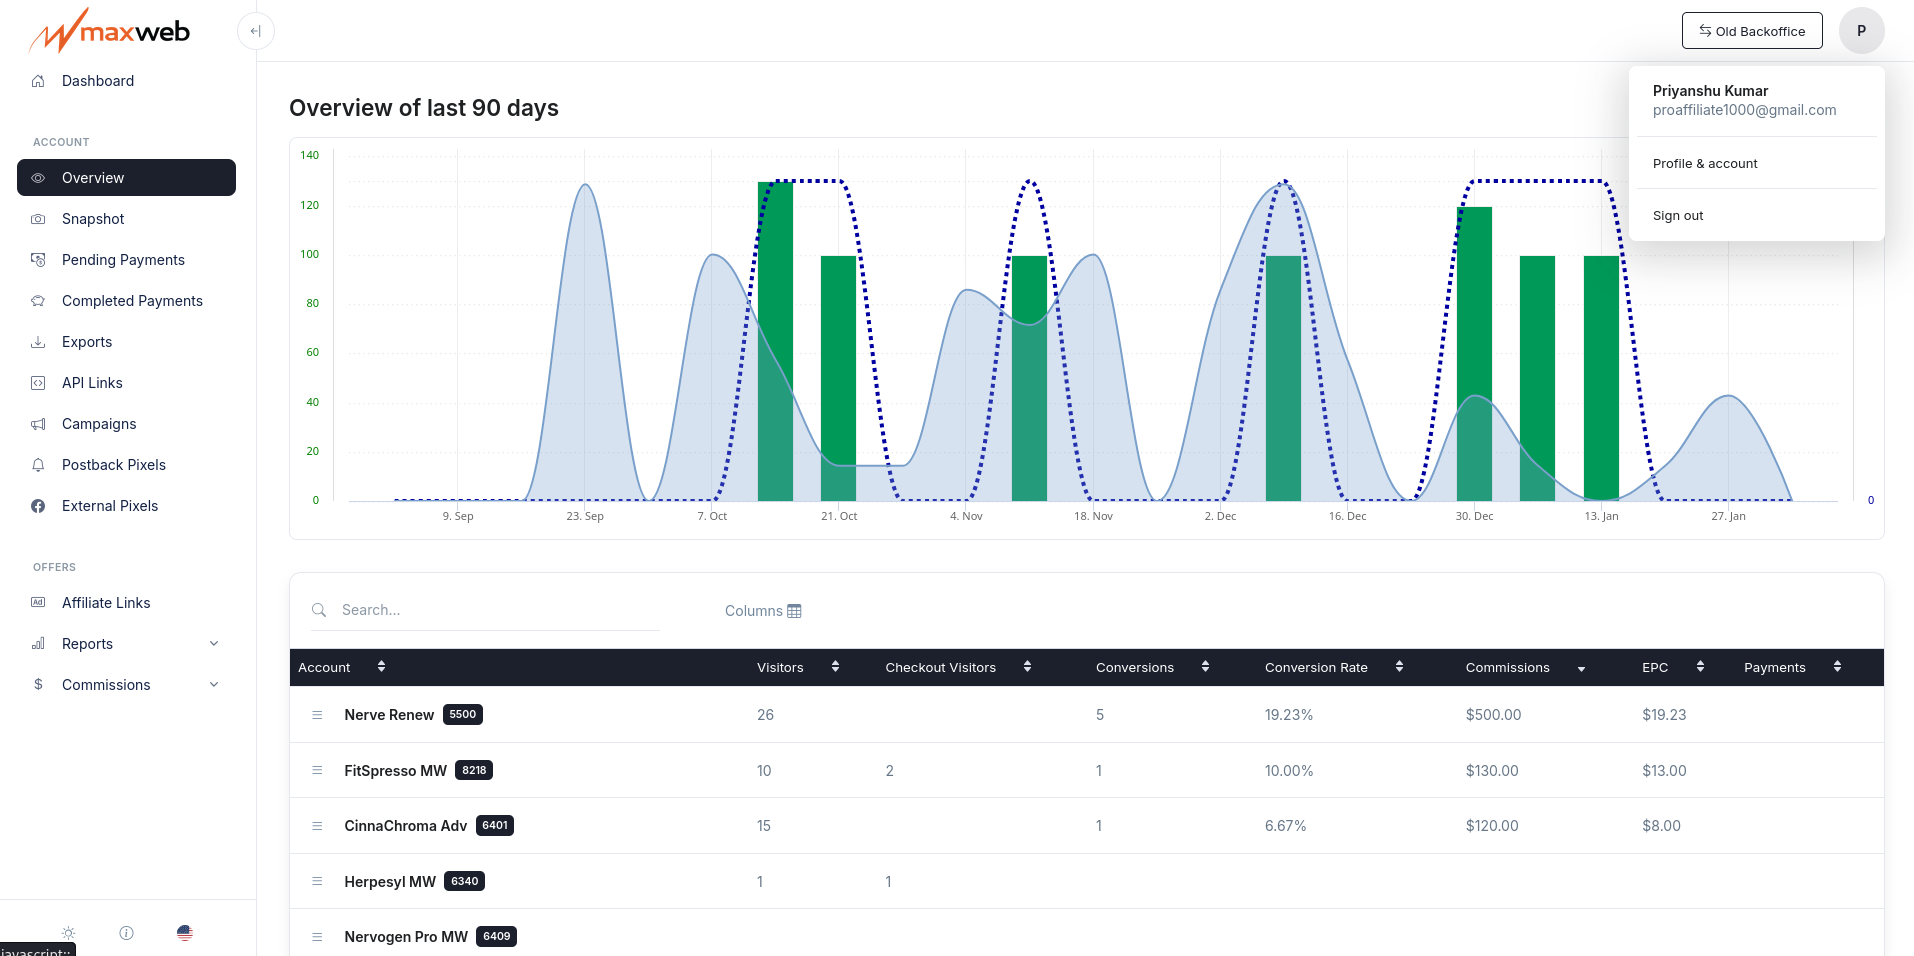 maxweb
Old Backoffice
P
Dashboard
Priyanshu Kumar
proaffiliate1000@gmail.com
Profile & account
Sign out
ACCOUNT
Overview
Snapshot
Pending Payments
Completed Payments
Exports
API Links
Campaigns
Postback Pixels
External Pixels
OFFERS
Ad Affiliate Links
Reports
$ Commissions
javascript:;
Overview of last 90 days
140
120
100
80
60
40
20
0
0
9. Sep 23. Sep 7. Oct 21. Oct 4. Nov 18. Nov 2. Dec 16. Dec 30. Dec 13. Jan 27. Jan
Search...
Columns
Account Visitors Checkout Visitors Conversions Conversion Rate Commissions EPC Payments
Nerve Renew 5500 26 5 19.23% $500.00 $19.23
FitSpresso MW 8218 10 2 1 10.00% $130.00 $13.00
CinnaChroma Adv 6401 15 1 6.67% $120.00 $8.00
Herpesyl MW 6340 1 1
Nervogen Pro MW 6409